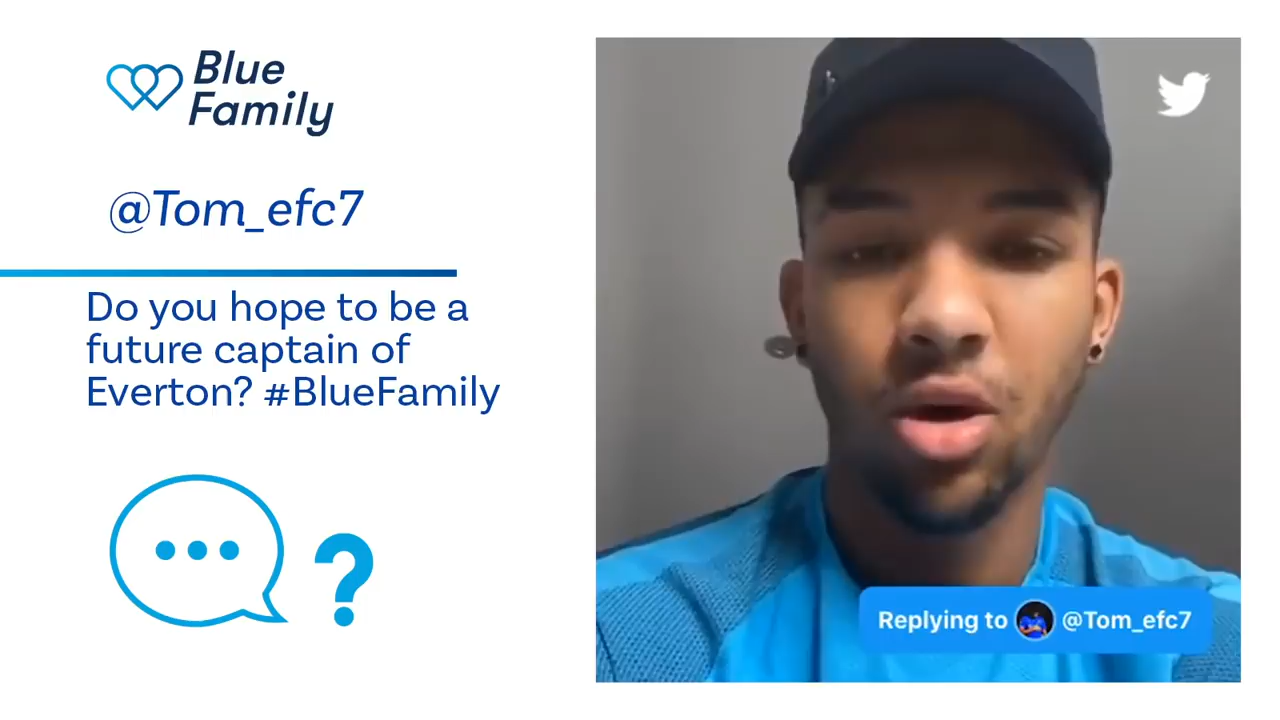 Blue
Family
@Tom_efc7
Do you hope to be a
future captain of
Everton? #BlueFamily
?
Replying to @Tom_efc7